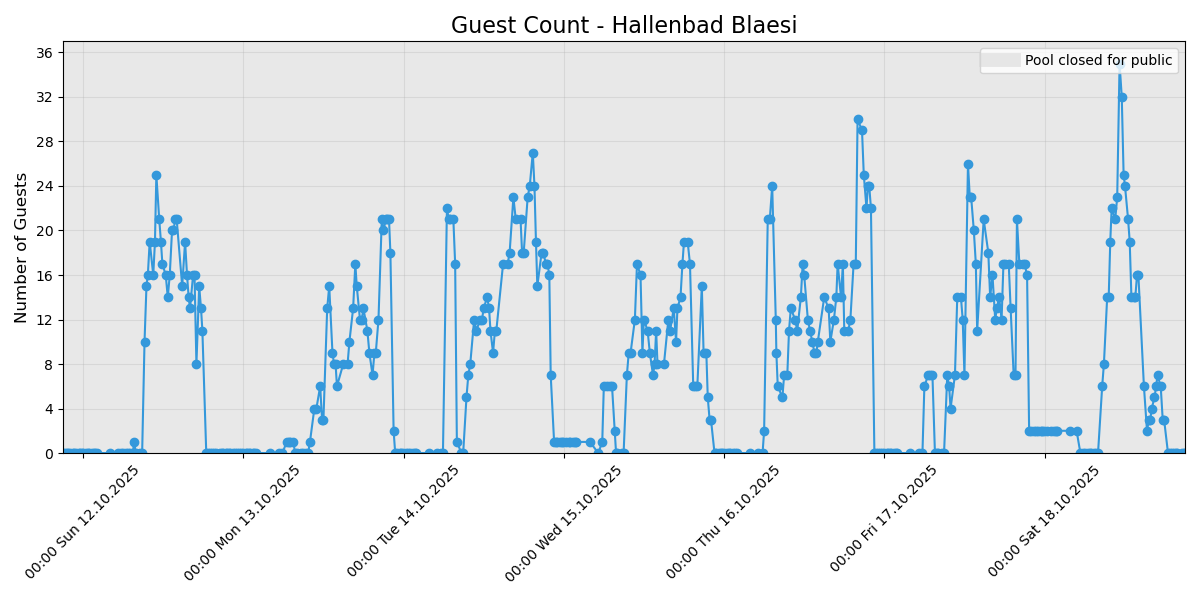 Guest Count - Hallenbad Blaesi
Pool closed for public
Number of Guests
36
32
28
24
20
16
12
8
4
0
00:00 Sun 12.10.2025
00:00 Mon 13.10.2025
00:00 Tue 14.10.2025
00:00 Wed 15.10.2025
00:00 Thu 16.10.2025
00:00 Fri 17.10.2025
00:00 Sat 18.10.2025